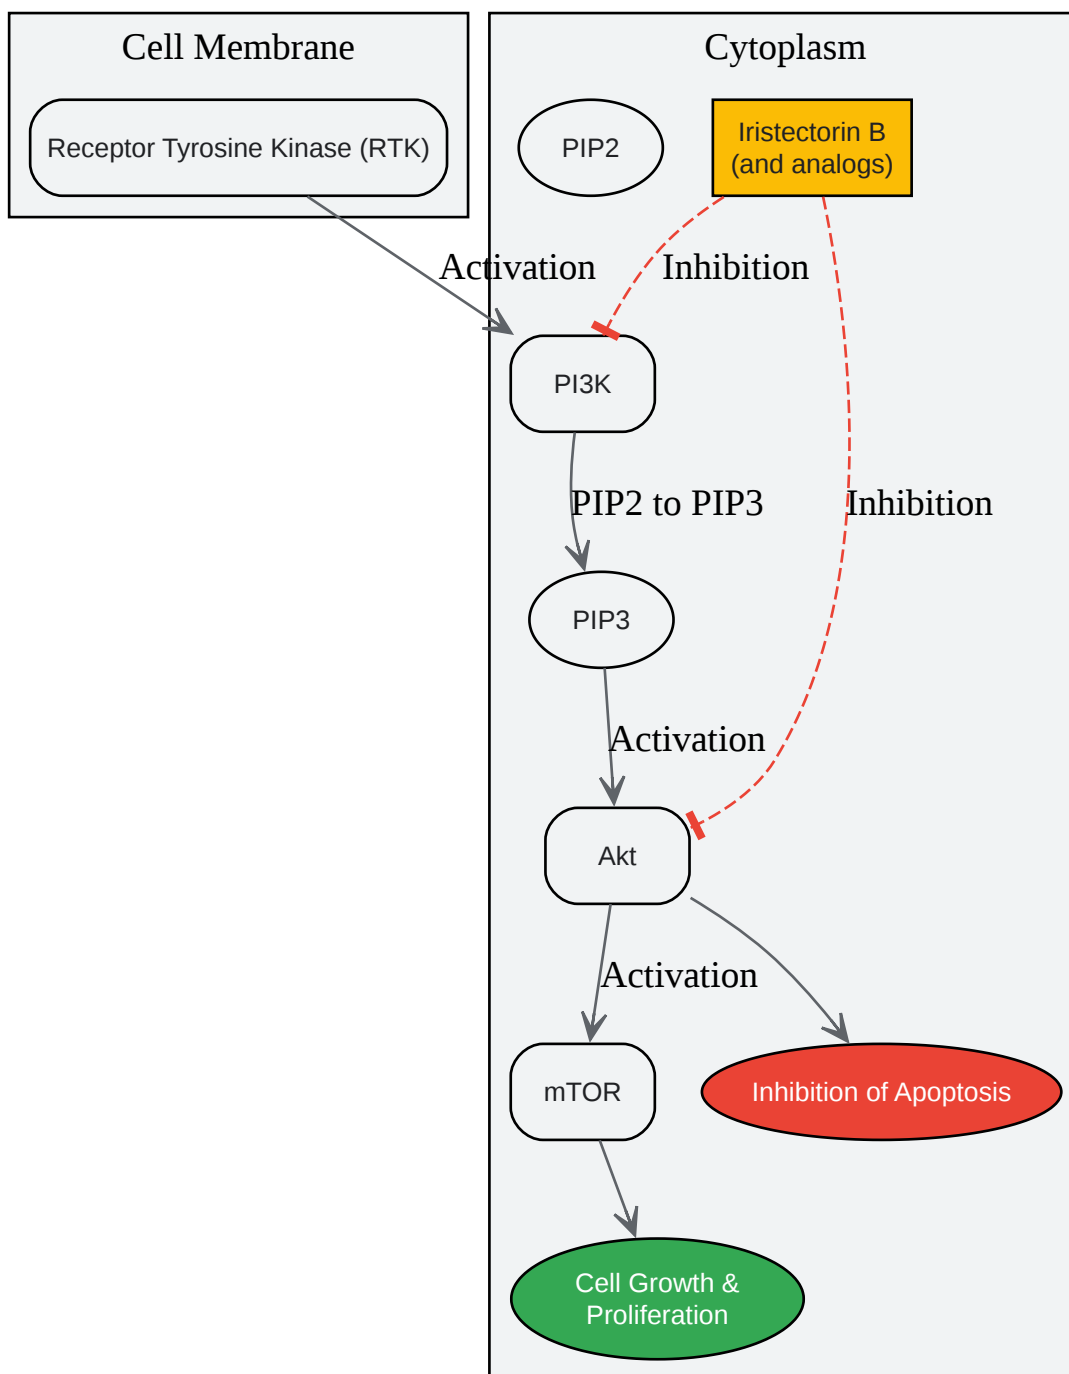 Cell Membrane
Cytoplasm
Receptor Tyrosine Kinase (RTK)
PIP2
Iristectorin B
(and analogs)
Activation
Inhibition
PI3K
PIP2 to PIP3
Inhibition
PIP3
Activation
Akt
Activation
mTOR
Inhibition of Apoptosis
Cell Growth &
Proliferation